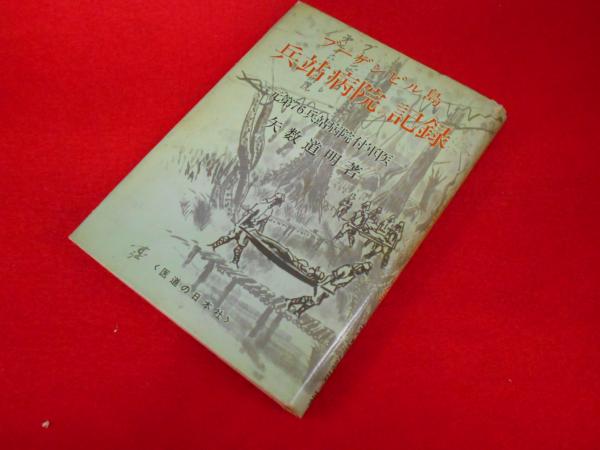 ブーゲンビル島
兵站病院記録
元第76兵站病院付軍医
矢数道明著
〈医道の日本社〉